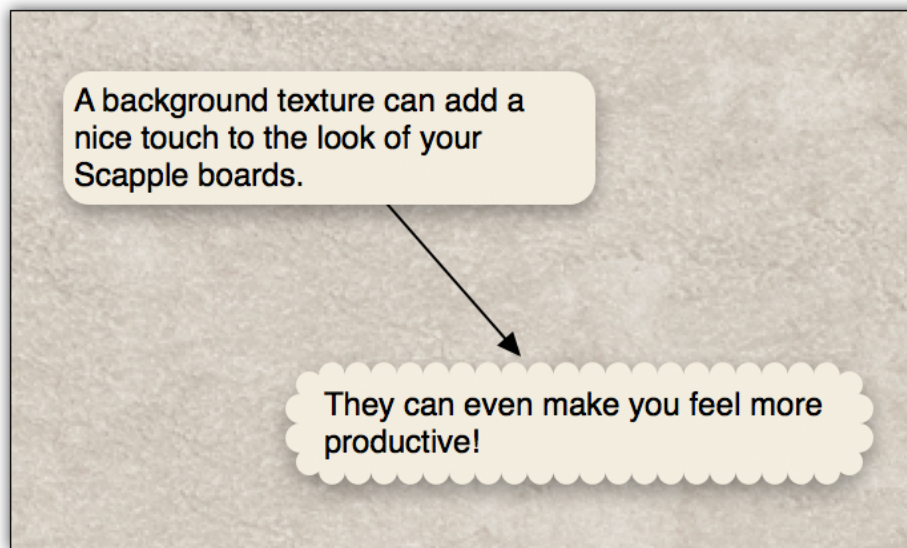 A background texture can add a
nice touch to the look of your
Scapple boards.
They can even make you feel more
productive!